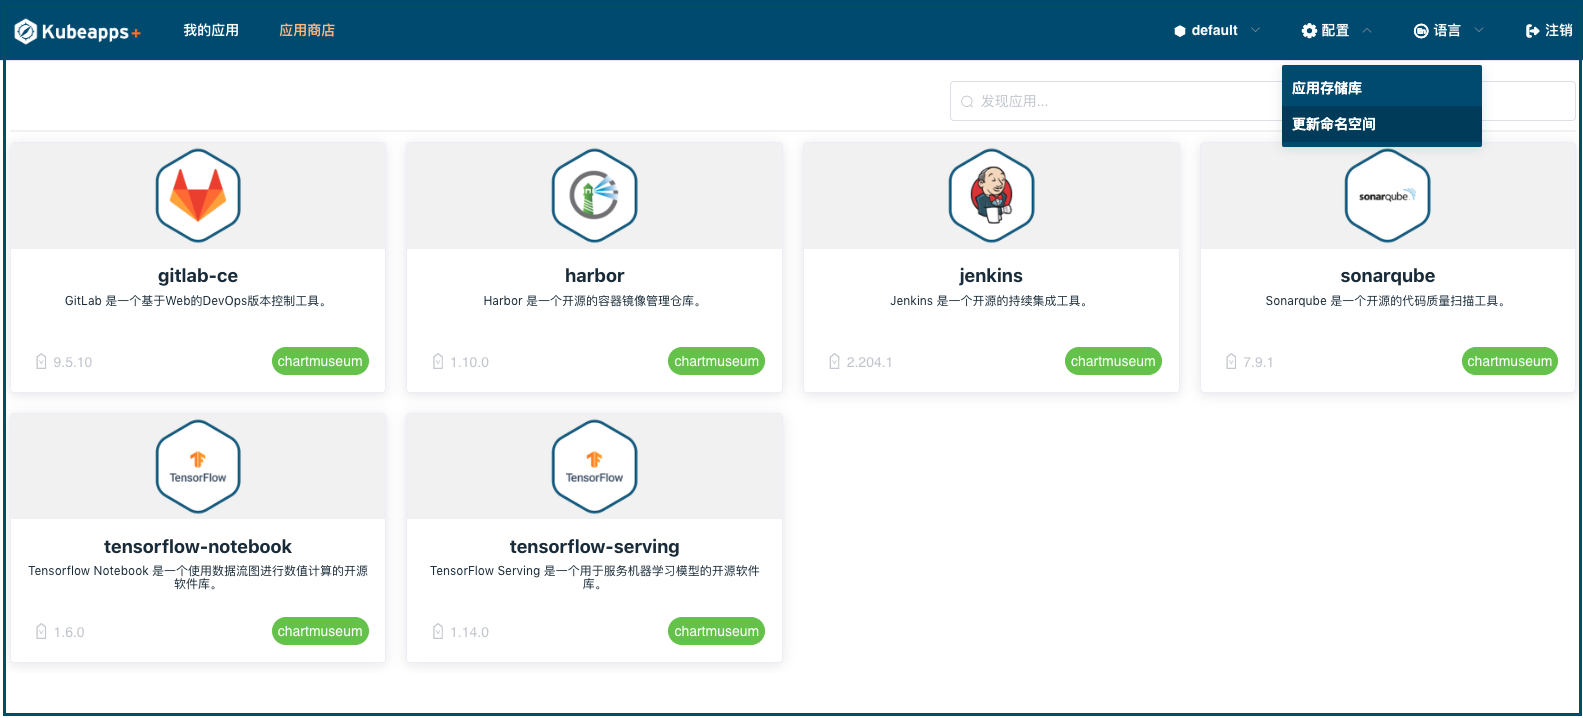 Kubeapps+
我的应用
应用商店
default
配置
语言
注销
应用存储库
更新命名空间
发现应用...
gitlab-ce
GitLab 是一个基于Web的DevOps版本控制工具。
9.5.10
chartmuseum
harbor
Harbor 是一个开源的容器镜像管理仓库。
1.10.0
chartmuseum
jenkins
Jenkins 是一个开源的持续集成工具。
2.204.1
chartmuseum
sonarqube
sonarqube
Sonarqube 是一个开源的代码质量扫描工具。
7.9.1
chartmuseum
TensorFlow
tensorflow-notebook
Tensorflow Notebook 是一个使用数据流图进行数值计算的开源
软件库。
1.6.0
chartmuseum
TensorFlow
tensorflow-serving
TensorFlow Serving 是一个用于服务机器学习模型的开源软件
库。
1.14.0
chartmuseum